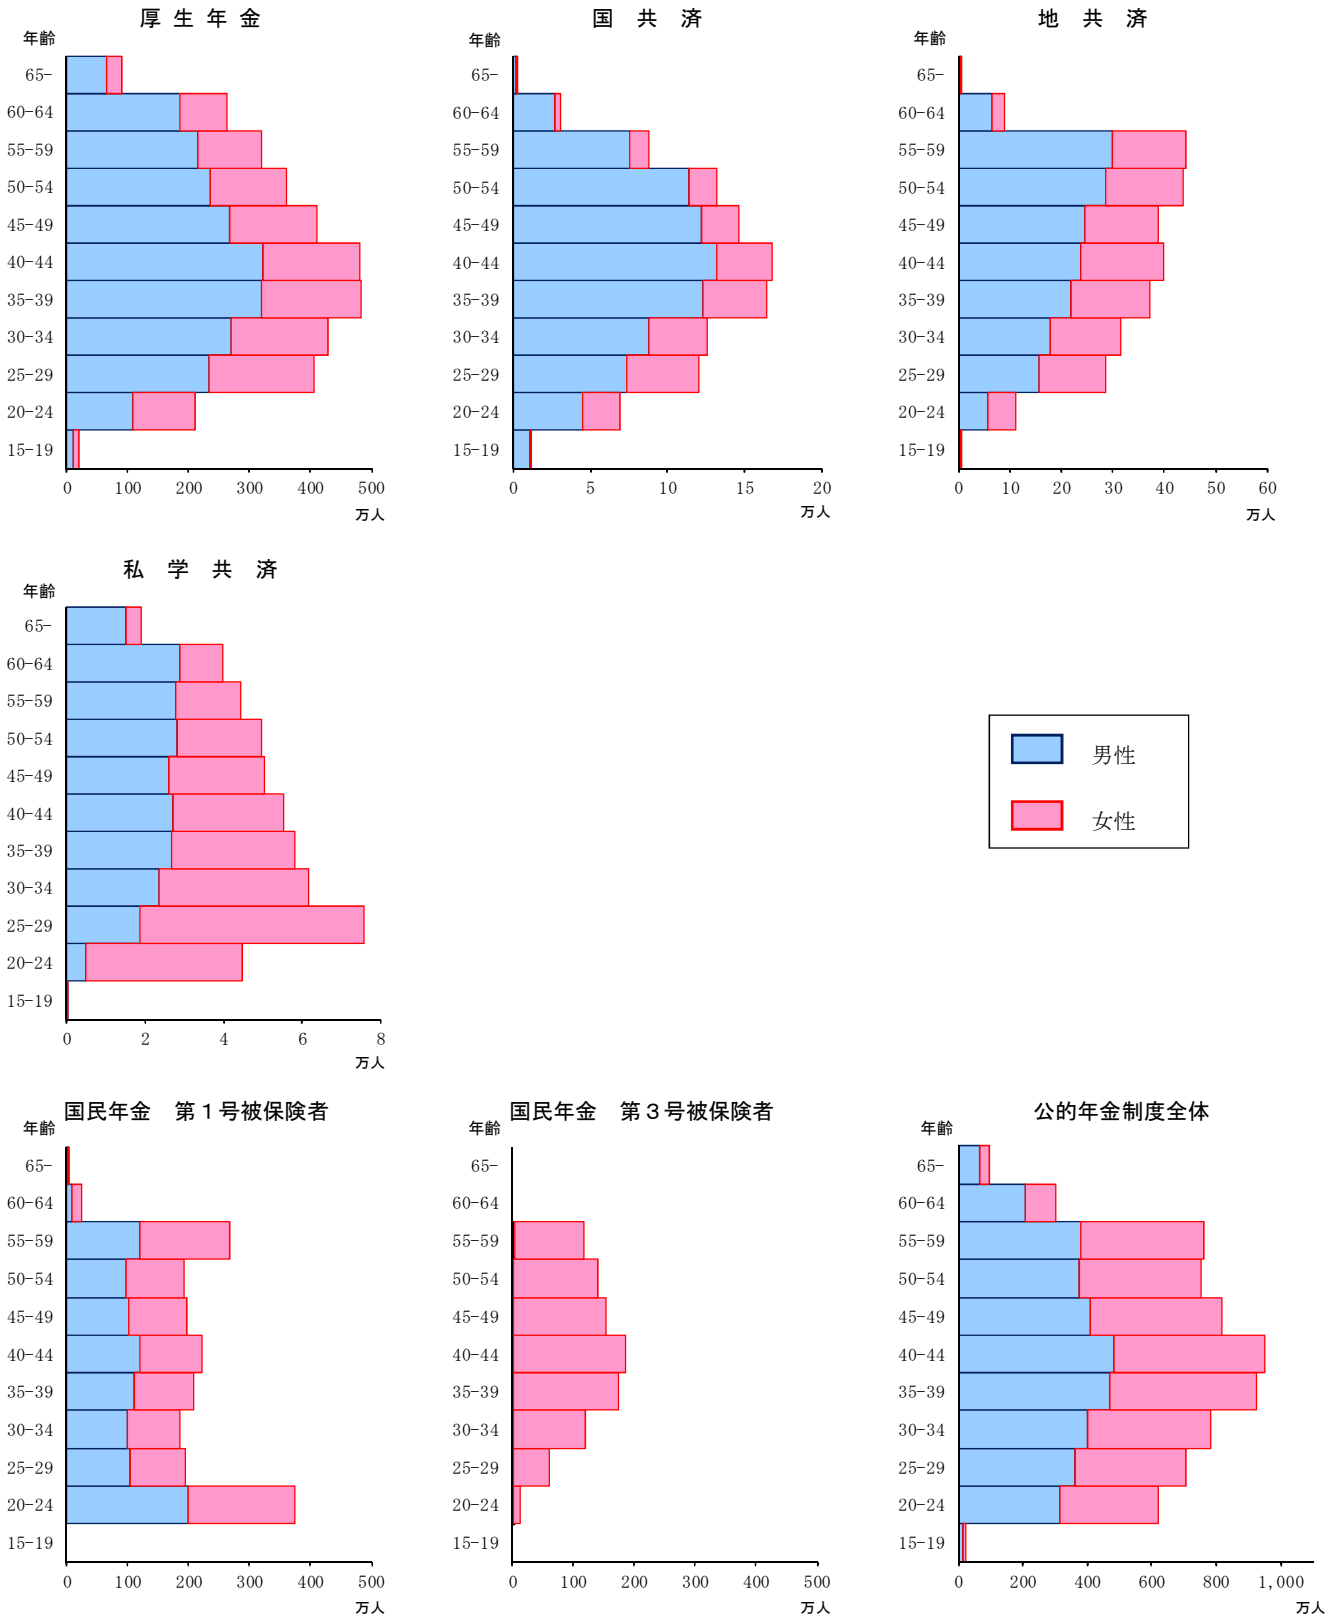 厚 生 年 金
年齢
65-
60-64
55-59
50-54
45-49
40-44
35-39
30-34
25-29
20-24
15-19
0 100 200 300 400 500
万人
国 共 済
年齢
65-
60-64
55-59
50-54
45-49
40-44
35-39
30-34
25-29
20-24
15-19
0 5 10 15 20
万人
地 共 済
年齢
65-
60-64
55-59
50-54
45-49
40-44
35-39
30-34
25-29
20-24
15-19
0 10 20 30 40 50 60
万人
私 学 共 済
年齢
65-
60-64
55-59
50-54
45-49
40-44
35-39
30-34
25-29
20-24
15-19
0 2 4 6 8
万人
男性
女性
国民年金 第１号被保険者
年齢
65-
60-64
55-59
50-54
45-49
40-44
35-39
30-34
25-29
20-24
15-19
0 100 200 300 400 500
万人
国民年金 第３号被保険者
年齢
65-
60-64
55-59
50-54
45-49
40-44
35-39
30-34
25-29
20-24
15-19
0 100 200 300 400 500
万人
公的年金制度全体
年齢
65-
60-64
55-59
50-54
45-49
40-44
35-39
30-34
25-29
20-24
15-19
0 200 400 600 800 1,000
万人